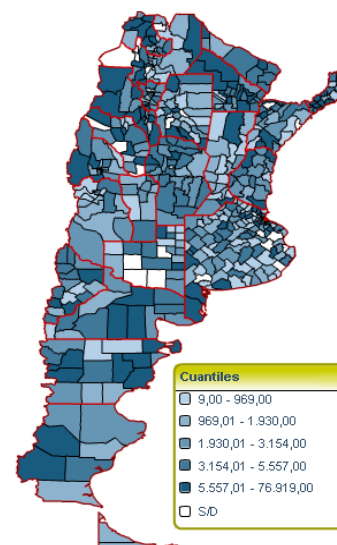 Cuantiles
9,00 - 969,00
969,01 - 1.930,00
1.930,01 - 3.154,00
3.154,01 - 5.557,00
5.557,01 - 76.919,00
S/D